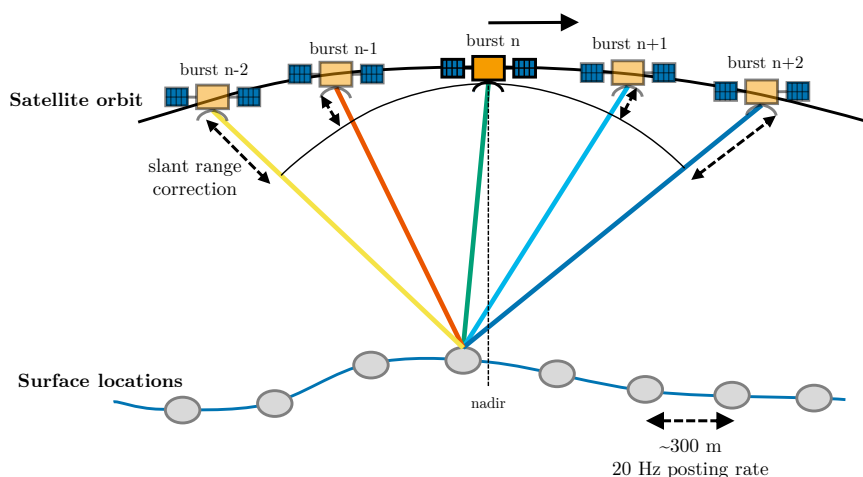 burst n-2
burst n-1
burst n
burst n+1
burst n+2
Satellite orbit
slant range
correction
Surface locations
nadir
~300 m
20 Hz posting rate